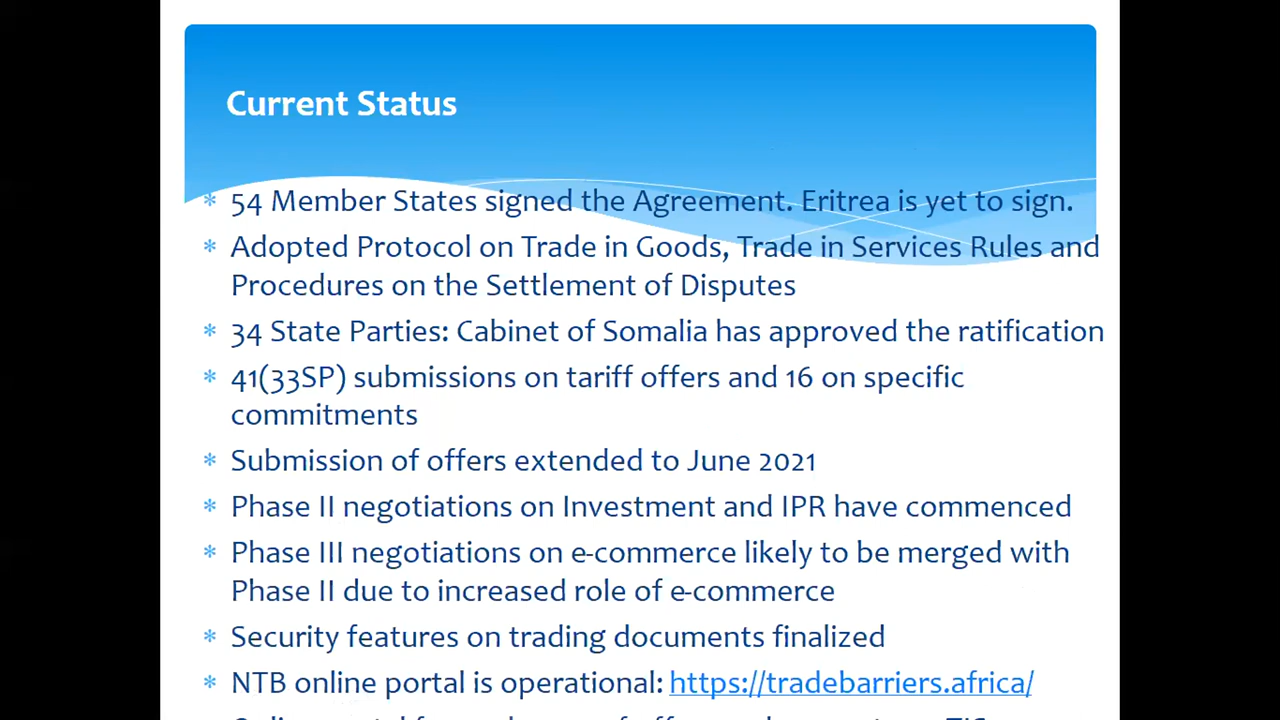 Current Status
* 54 Member States signed the Agreement. Eritrea is yet to sign.
* Adopted Protocol on Trade in Goods, Trade in Services Rules and
Procedures on the Settlement of Disputes
* 34 State Parties: Cabinet of Somalia has approved the ratification
* 41(33SP) submissions on tariff offers and 16 on specific
commitments
* Submission of offers extended to June 2021
* Phase II negotiations on Investment and IPR have commenced
* Phase III negotiations on e-commerce likely to be merged with
Phase II due to increased role of e-commerce
* Security features on trading documents finalized
* NTB online portal is operational: https://tradebarriers.africa/